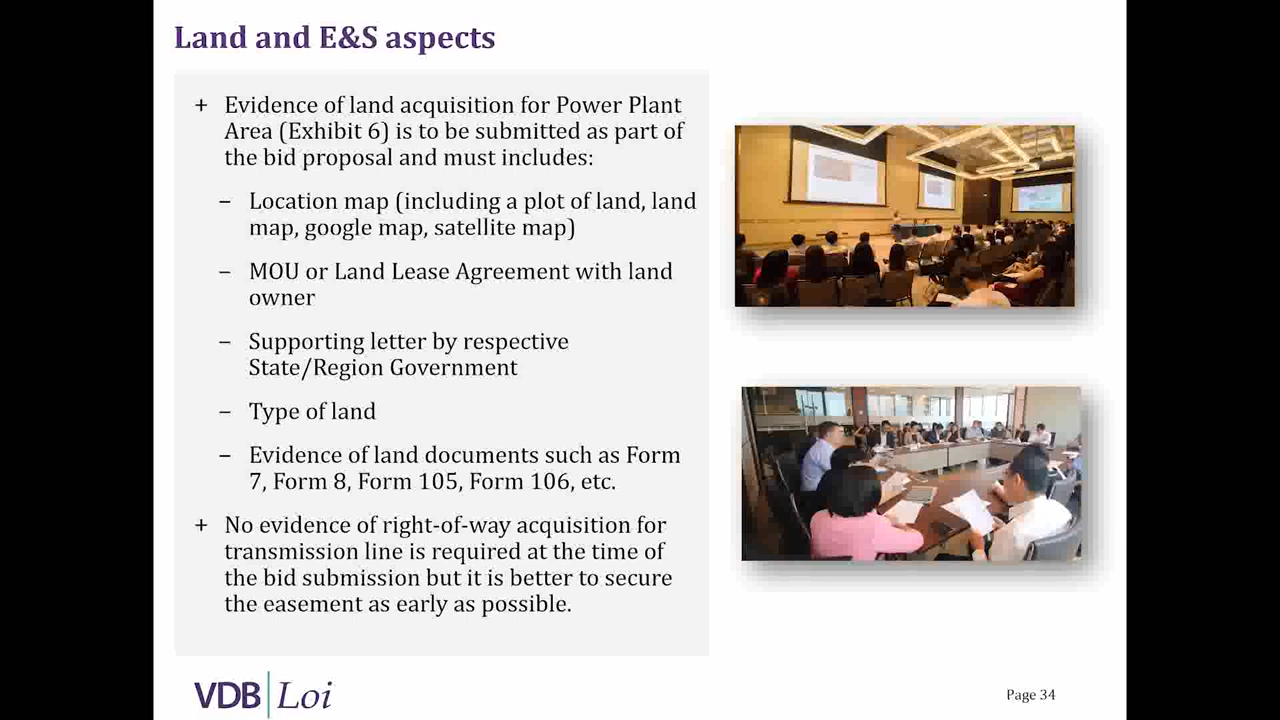 Land and E&S aspects
+ Evidence of land acquisition for Power Plant
Area (Exhibit 6) is to be submitted as part of
the bid proposal and must includes:
– Location map (including a plot of land, land
map, google map, satellite map)
– MOU or Land Lease Agreement with land
owner
– Supporting letter by respective
State/Region Government
– Type of land
– Evidence of land documents such as Form
7, Form 8, Form 105, Form 106, etc.
+ No evidence of right-of-way acquisition for
transmission line is required at the time of
the bid submission but it is better to secure
the easement as early as possible.
VDB Loi
Page 34